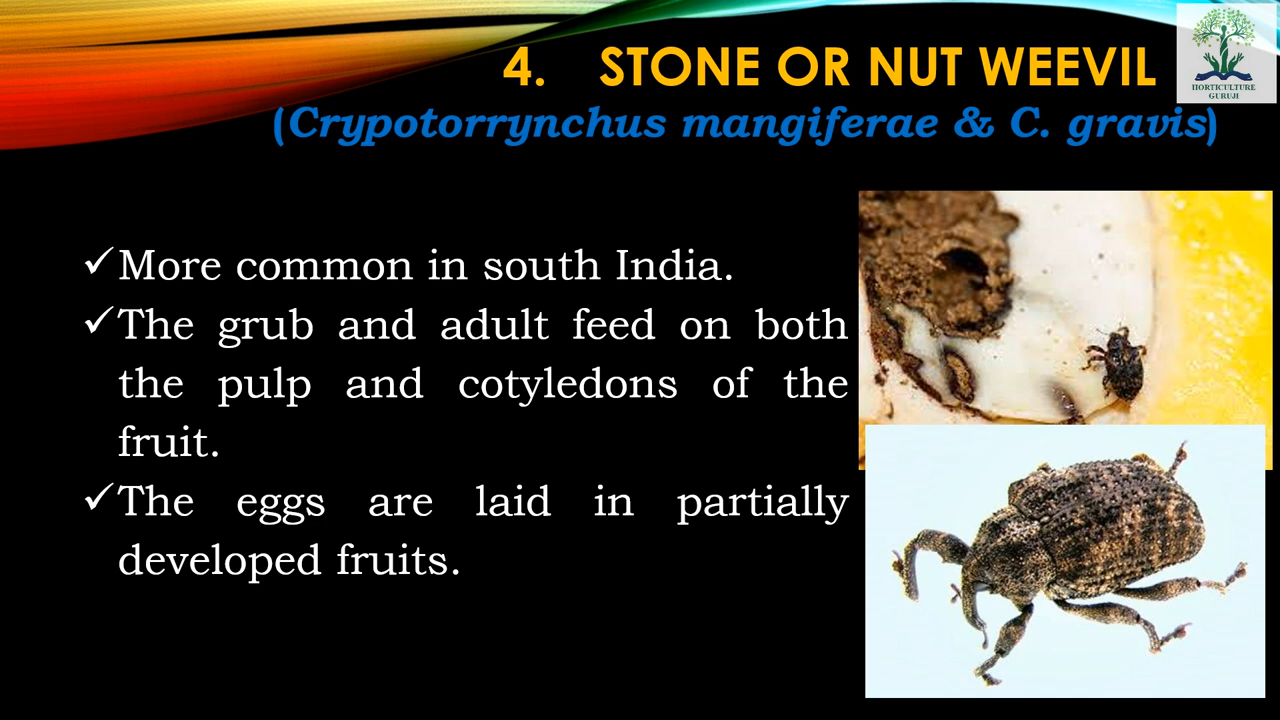 4. STONE OR NUT WEEVIL
HORTICULTURE
GURUJI
(Crypotorrynchus mangiferae & C. gravis)
✓More common in south India.
✓The grub and adult feed on both
the pulp and cotyledons of the
fruit.
✓The eggs are laid in partially
developed fruits.